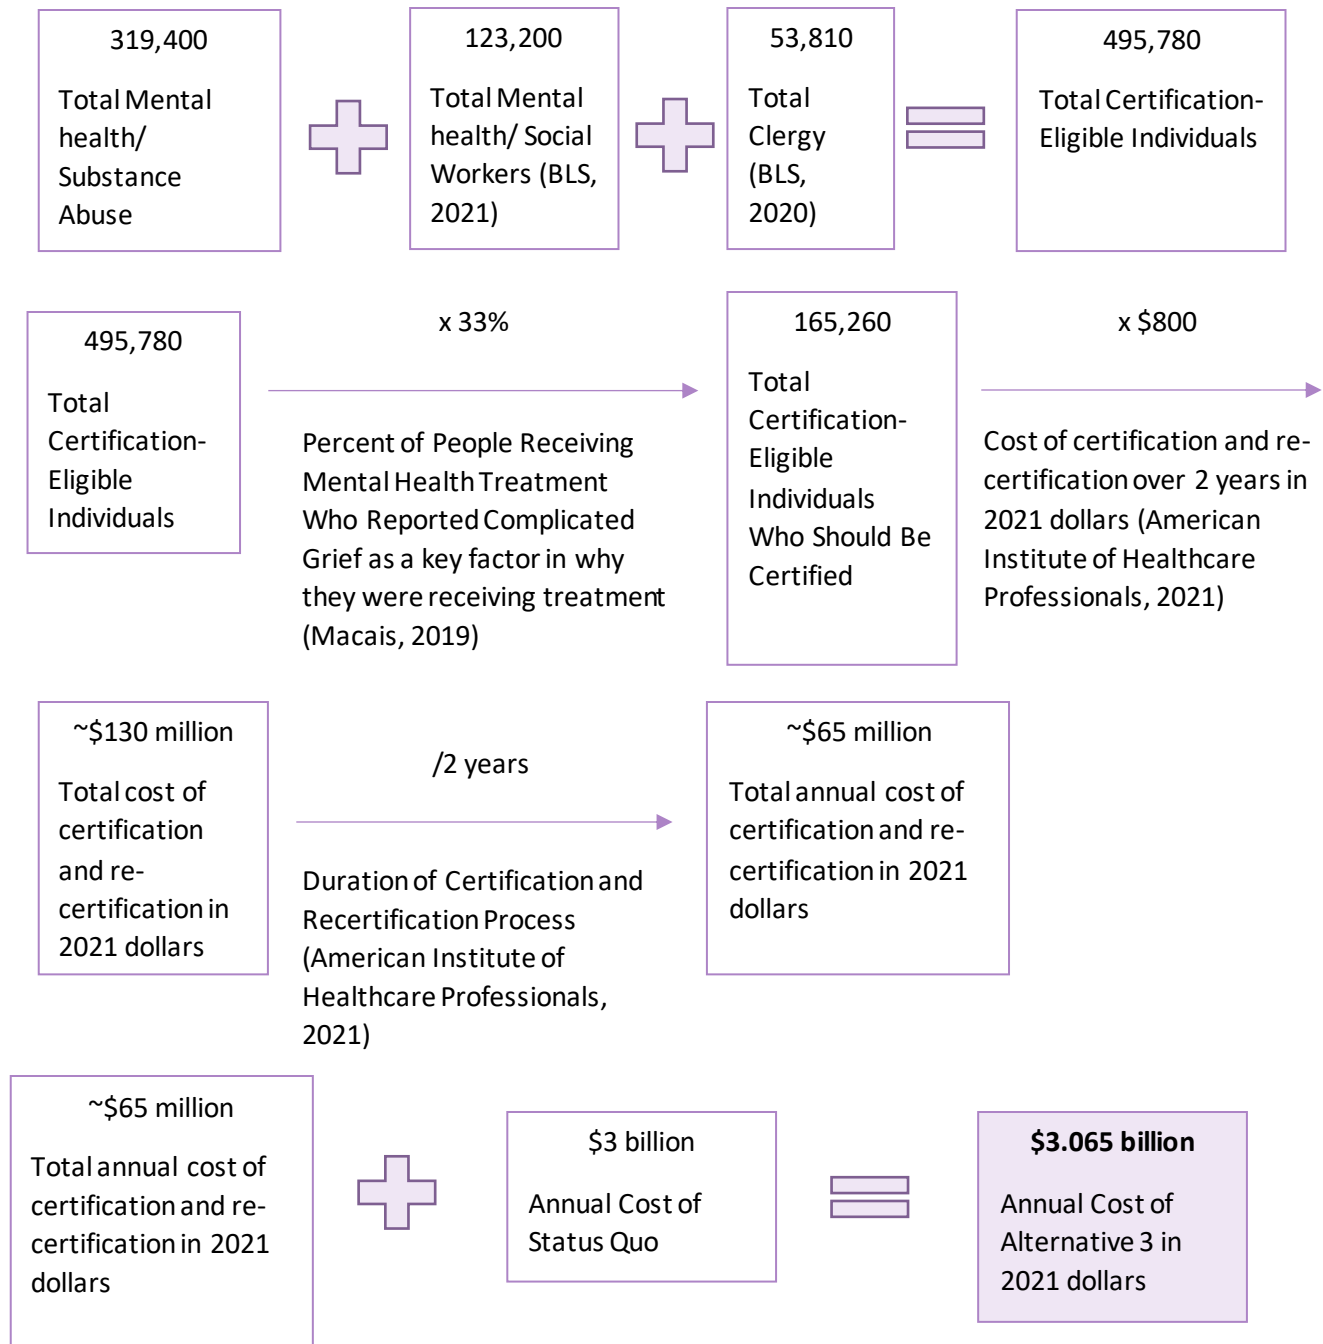 319,400
Total Mental
health/
Substance
Abuse
123,200
Total Mental
health/ Social
Workers (BLS,
2021)
53,810
Total
Clergy
(BLS,
2020)
495,780
Total Certification-
Eligible Individuals
495,780
Total
Certification-
Eligible
Individuals
x 33%
Percent of People Receiving
Mental Health Treatment
Who Reported Complicated
Grief as a key factor in why
they were receiving treatment
(Macais, 2019)
165,260
Total
Certification-
Eligible
Individuals
Who Should Be
Certified
x $800
Cost of certification and re-
certification over 2 years in
2021 dollars (American
Institute of Healthcare
Professionals, 2021)
~$130 million
Total cost of
certification
and re-
certification in
2021 dollars
/2 years
Duration of Certification and
Recertification Process
(American Institute of
Healthcare Professionals,
2021)
~$65 million
Total annual cost of
certification and re-
certification in 2021
dollars
~$65 million
Total annual cost of
certification and re-
certification in 2021
dollars
$3 billion
Annual Cost of
Status Quo
$3.065 billion
Annual Cost of
Alternative 3 in
2021 dollars